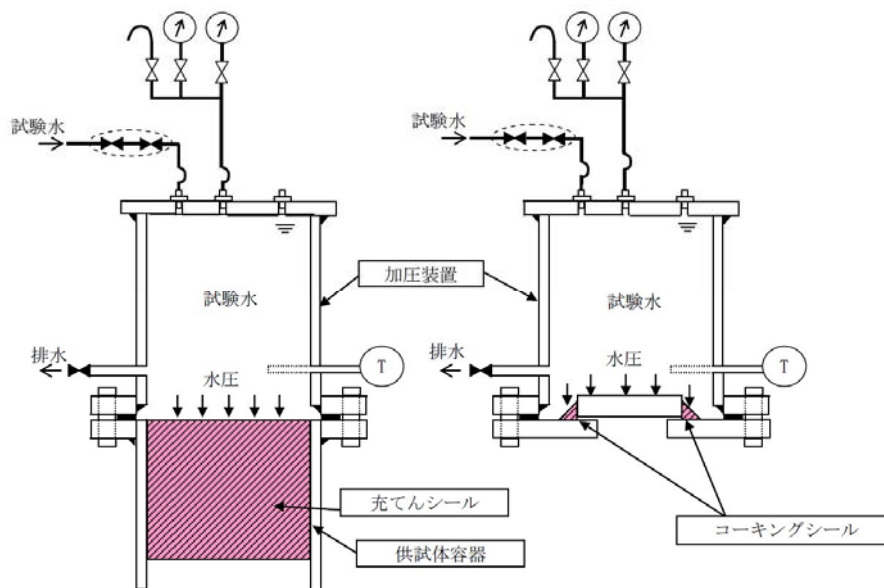 試験水
試験水
加圧装置
試験水
試験水
排水
水圧
T
排水
水圧
T
充てんシール
供試体容器
コーキングシール